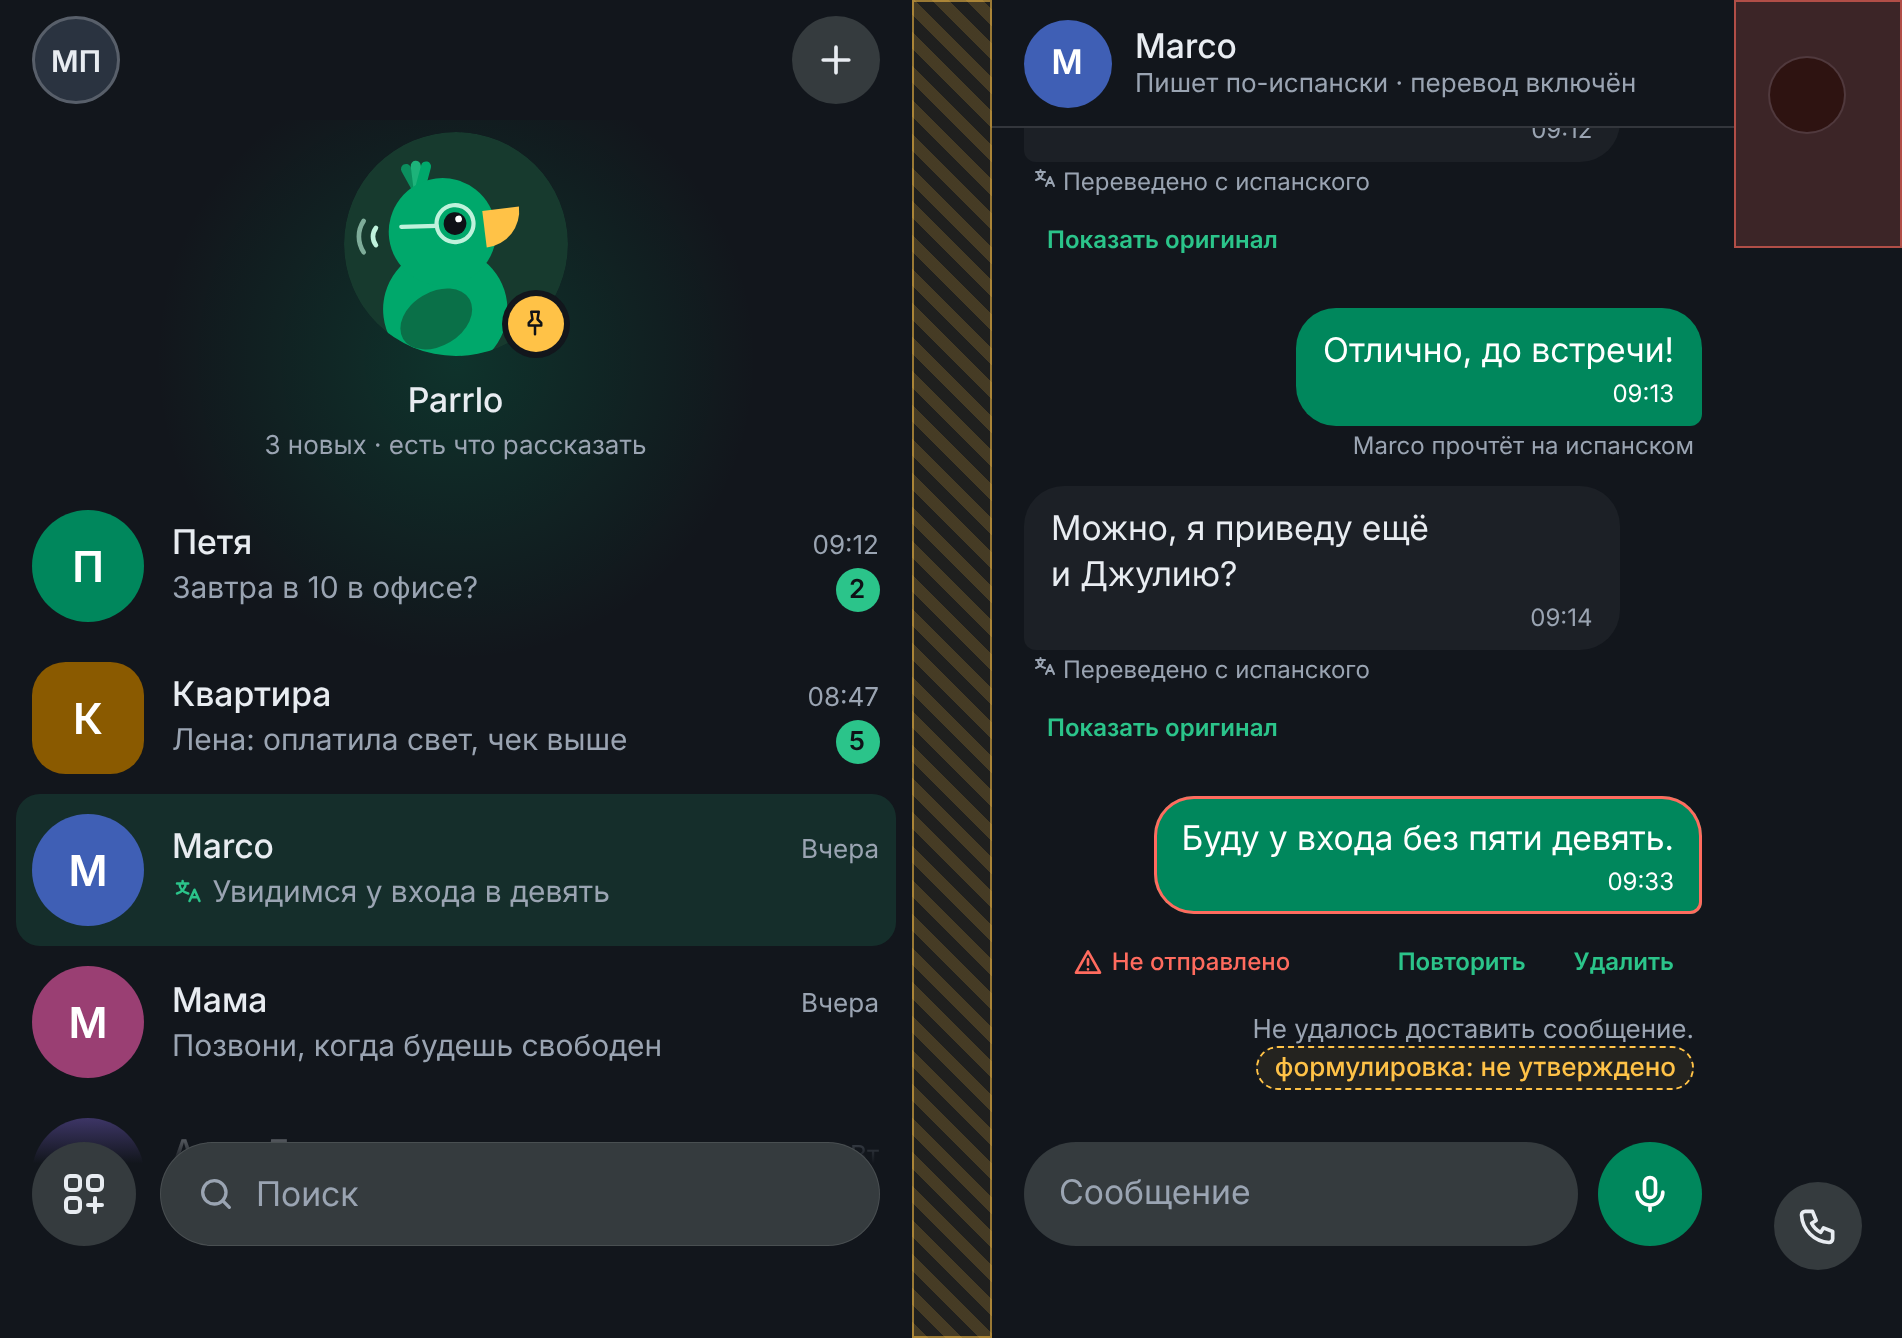 МП
Parrlo
3 новых · есть что рассказать
П
Петя
09:12
Завтра в 10 в офисе?
2
К
Квартира
08:47
Лена: оплатила свет, чек выше
5
M
Marco
Вчера
Увидимся у входа в девять
М
Мама
Вчера
Позвони, когда будешь свободен
Вт
Поиск
M
Marco
Пишет по-испански · перевод включён
09:12
Переведено с испанского
Показать оригинал
Отлично, до встречи!
09:13
Marco прочтёт на испанском
Можно, я приведу ещё
и Джулию?
09:14
Переведено с испанского
Показать оригинал
Буду у входа без пяти девять.
09:33
Не отправлено
Повторить
Удалить
Не удалось доставить сообщение.
формулировка: не утверждено
Сообщение